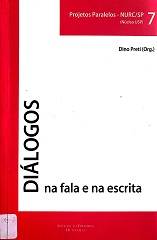 Projetos Paralelos - NURC/SP
(Núcleo USP)
7
Dino Preti (Org.)
DIÁLOGOS
na fala e na escrita